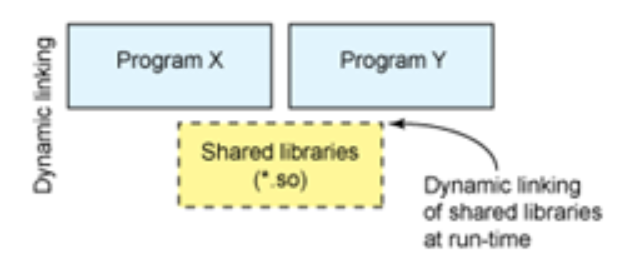 Dynamic linking
Program X
Program Y
Shared libraries
(*.so)
Dynamic linking
of shared libraries
at run-time